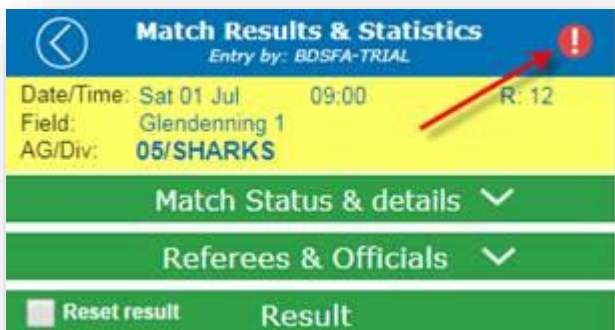 Match Results & Statistics
Entry by: BDSFA-TRIAL
!
Date/Time: Sat 01 Jul 09:00 R: 12
Field: Glendenning 1
AG/Div: 05/SHARKS
Match Status & details
Referees & Officials
Reset result Result